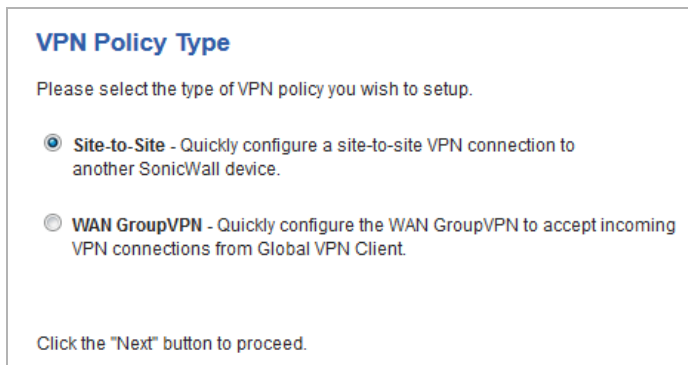 VPN Policy Type
Please select the type of VPN policy you wish to setup.
Site-to-Site - Quickly configure a site-to-site VPN connection to
another SonicWall device.
WAN GroupVPN - Quickly configure the WAN GroupVPN to accept incoming
VPN connections from Global VPN Client.
Click the "Next" button to proceed.